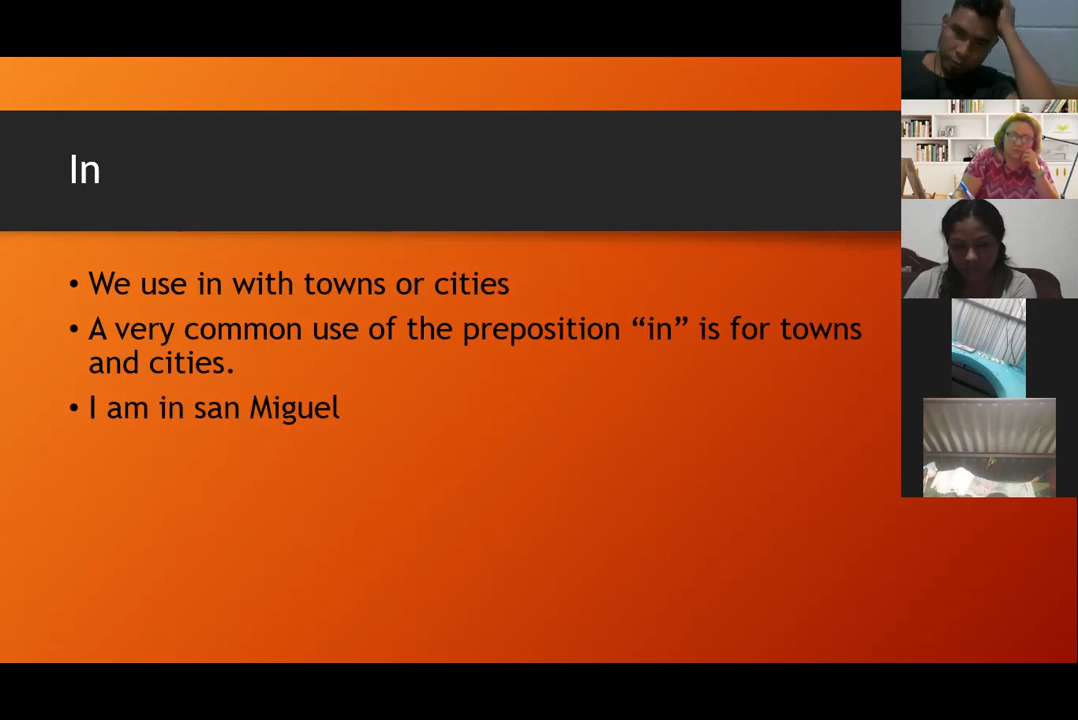 In
• We use in with towns or cities
• A very common use of the preposition “in” is for towns
and cities.
• I am in san Miguel